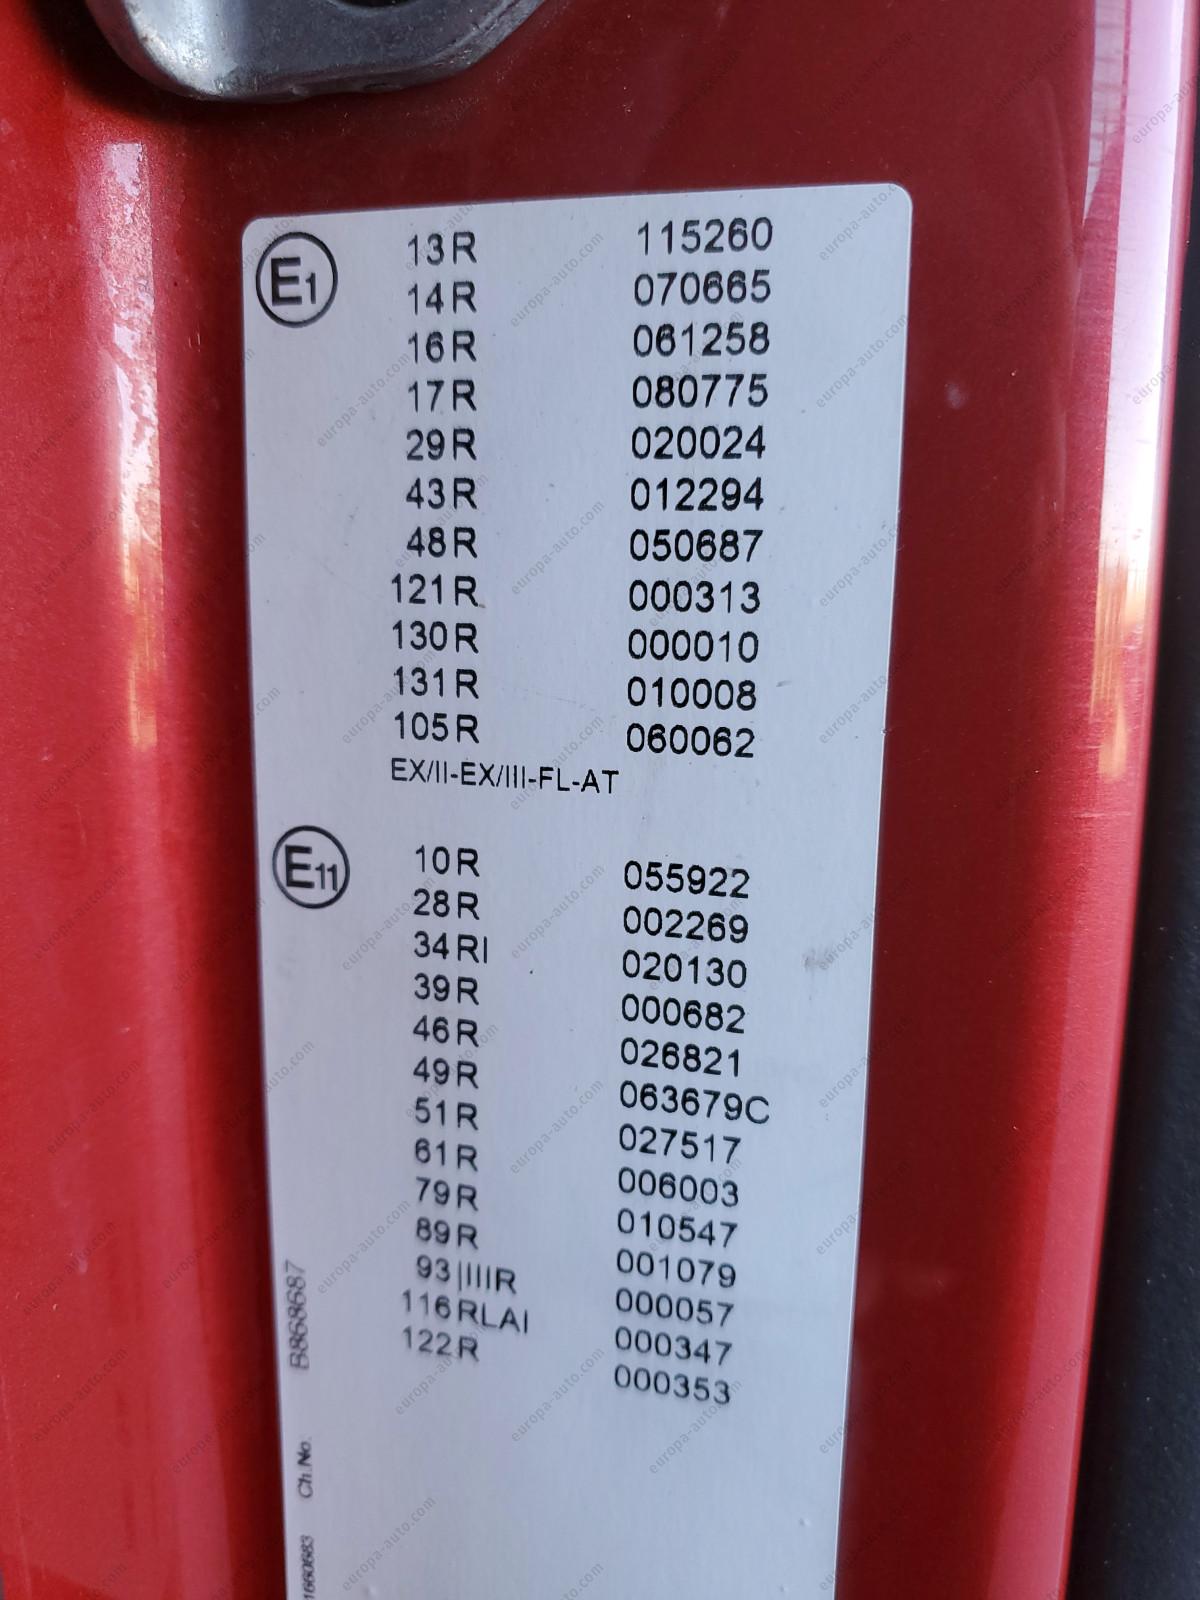 E1
13R 115260
14R 070665
16R 061258
17R 080775
29R 020024
43R 012294
48R 050687
121R 000313
130R 000010
131R 010008
105R 060062
EX/II-EX/III-FL-AT
E11
10R 055922
28R 002269
34RI 020130
39R 000682
46R 026821
49R 063679C
51R 027517
61R 006003
79R 010547
89R 001079
93|IIIR 000057
116RLAI 000347
122R 000353
Ch.No. B868687
europa-auto.com